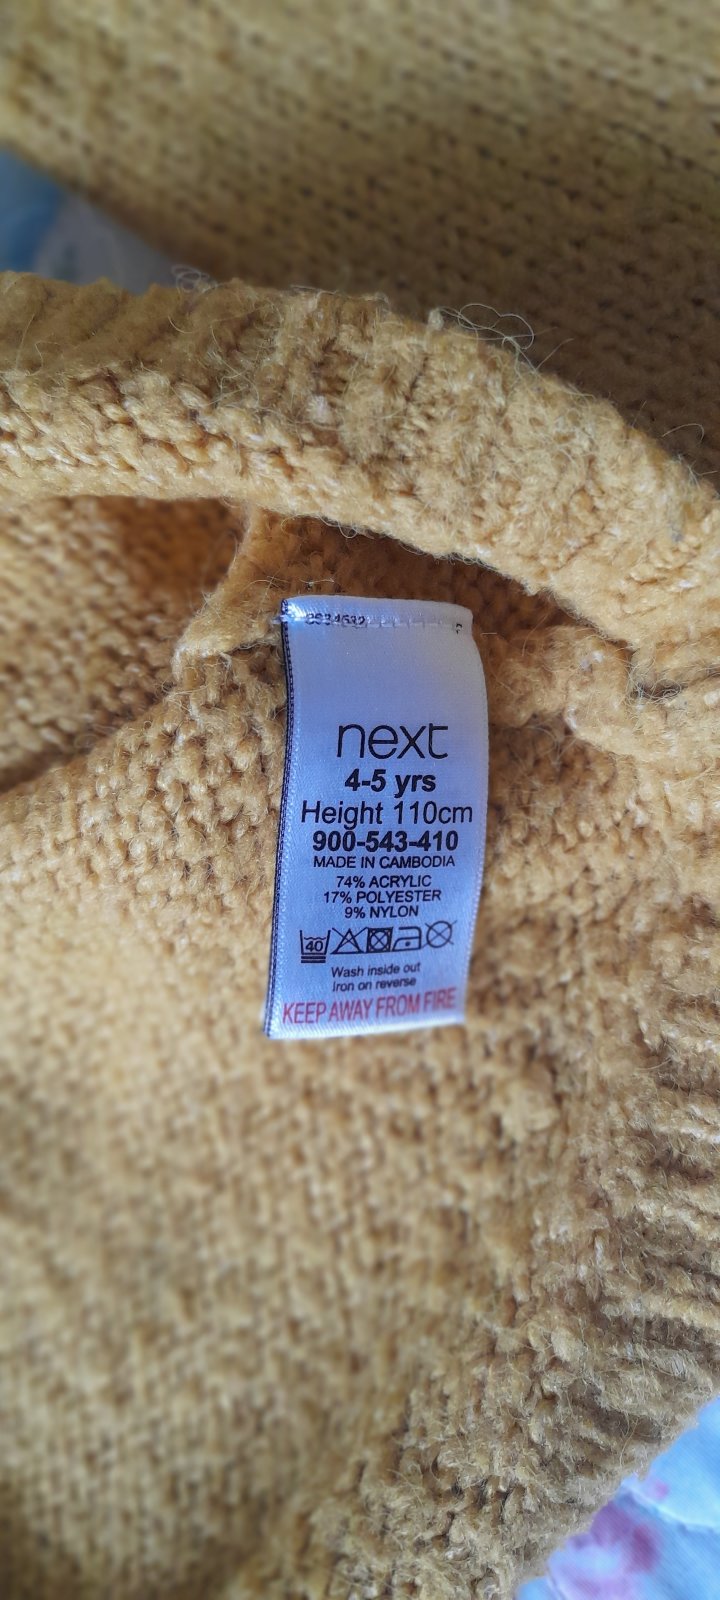 next
4-5 yrs
Height 110cm
900-543-410
MADE IN CAMBODIA
74% ACRYLIC
17% POLYESTER
9% NYLON
40
Wash inside out
Iron on reverse
KEEP AWAY FROM FIRE